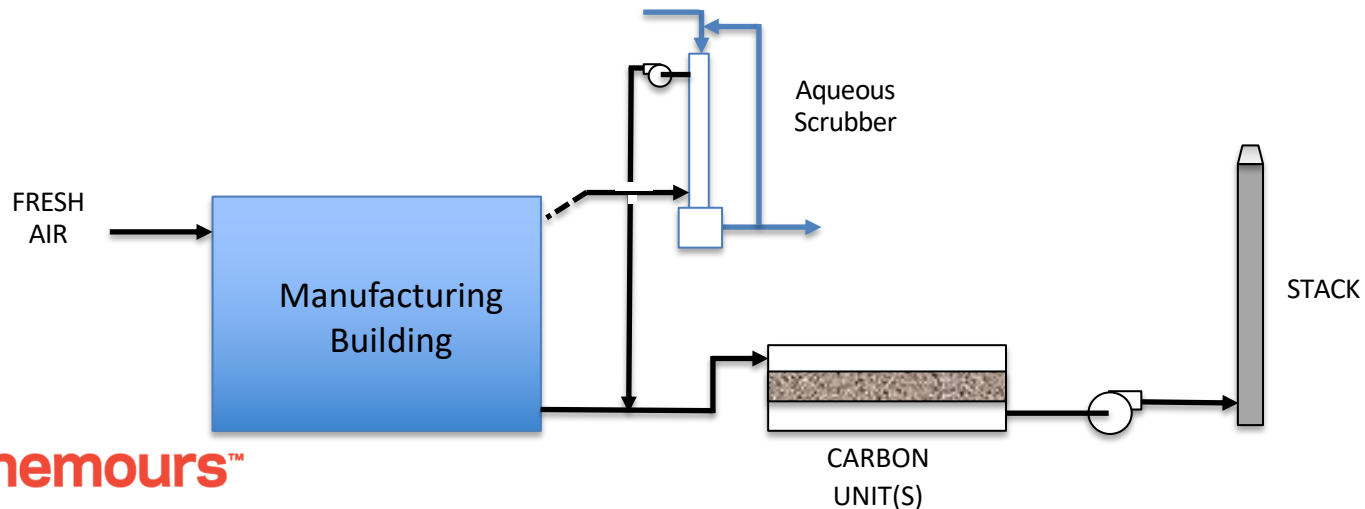 Aqueous
Scrubber
FRESH
AIR
Manufacturing
Building
STACK
CARBON
UNIT(S)
hemours™